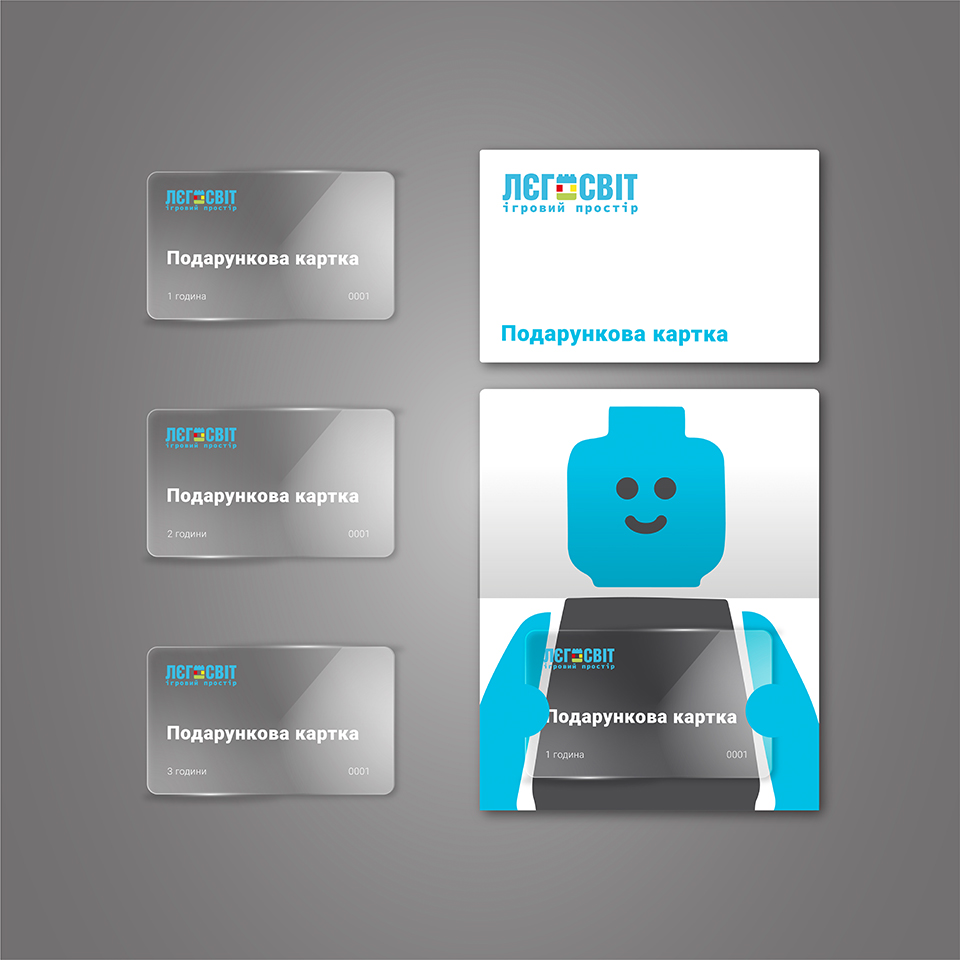 ЛЄГОСВІТ
ігровий простір
Подарункова картка
1 година 0001
ЛЄГОСВІТ
ігровий простір
Подарункова картка
2 години 0001
ЛЄГОСВІТ
ігровий простір
Подарункова картка
3 години 0001
ЛЄГОСВІТ
ігровий простір
Подарункова картка
ЛЄГОСВІТ
ігровий простір
Подарункова картка
1 година 0001